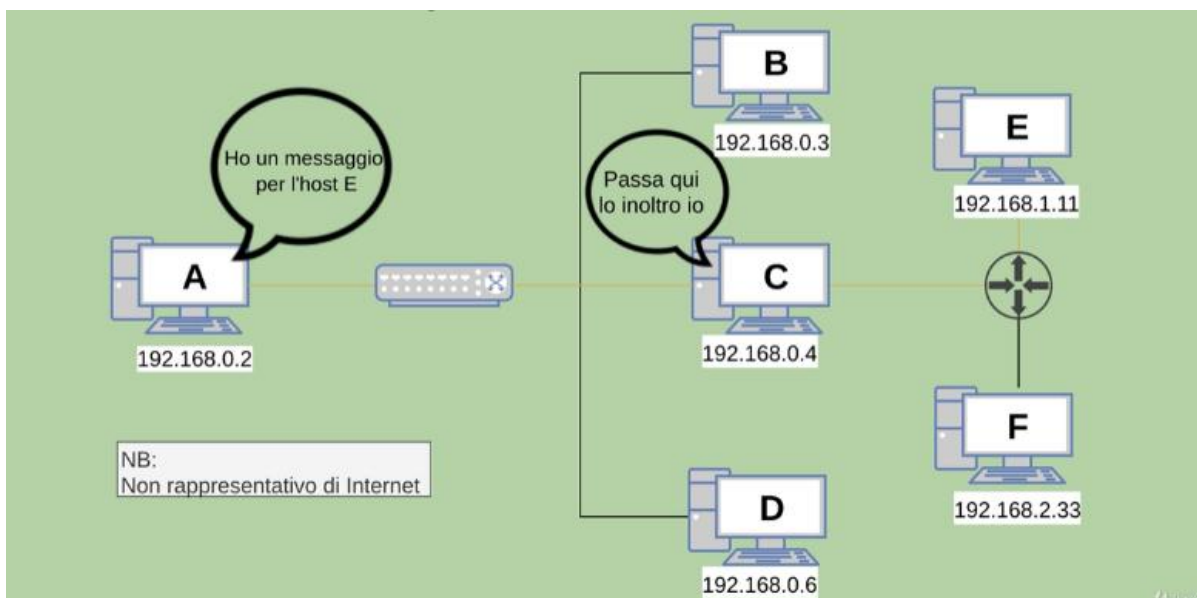 Ho un messaggio
per l'host E
A
192.168.0.2
B
192.168.0.3
Passa qui
lo inoltro io
C
192.168.0.4
D
192.168.0.6
E
192.168.1.11
F
192.168.2.33
NB:
Non rappresentativo di Internet